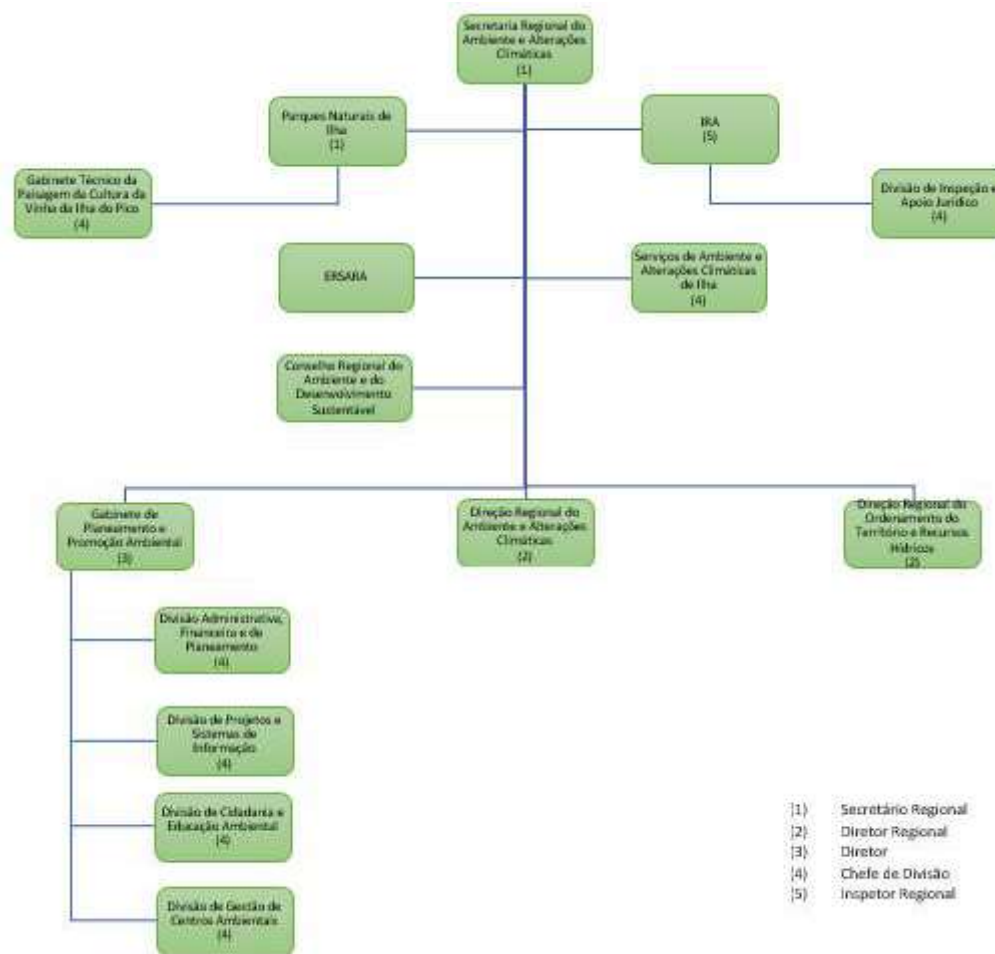 Secretaria Regional do
Ambiente e Alterações
Climáticas
(1)
Parques Naturais de
Ilha
(1)
IRA
(5)
Gabinete Técnico da
Paisagem da Cultura da
Vinha da Ilha do Pico
(4)
Divisão de Inspeção e
Apoio Jurídico
(4)
ERSARA
Serviços de Ambiente e
Alterações Climáticas
de Ilha
(4)
Conselho Regional do
Ambiente e do
Desenvolvimento
Sustentável
Gabinete de
Planeamento e
Promoção Ambiental
(3)
Direção Regional do
Ambiente e Alterações
Climáticas
(2)
Direção Regional do
Ordenamento do
Território e Recursos
Hídricos
(2)
Divisão Administrativa,
Financeira e de
Planeamento
(4)
Divisão de Projetos e
Sistemas de
Informação
(4)
Divisão de Cidadania e
Educação Ambiental
(4)
Divisão de Gestão de
Centros Ambientais
(4)
(1) Secretário Regional
(2) Diretor Regional
(3) Diretor
(4) Chefe de Divisão
(5) Inspetor Regional